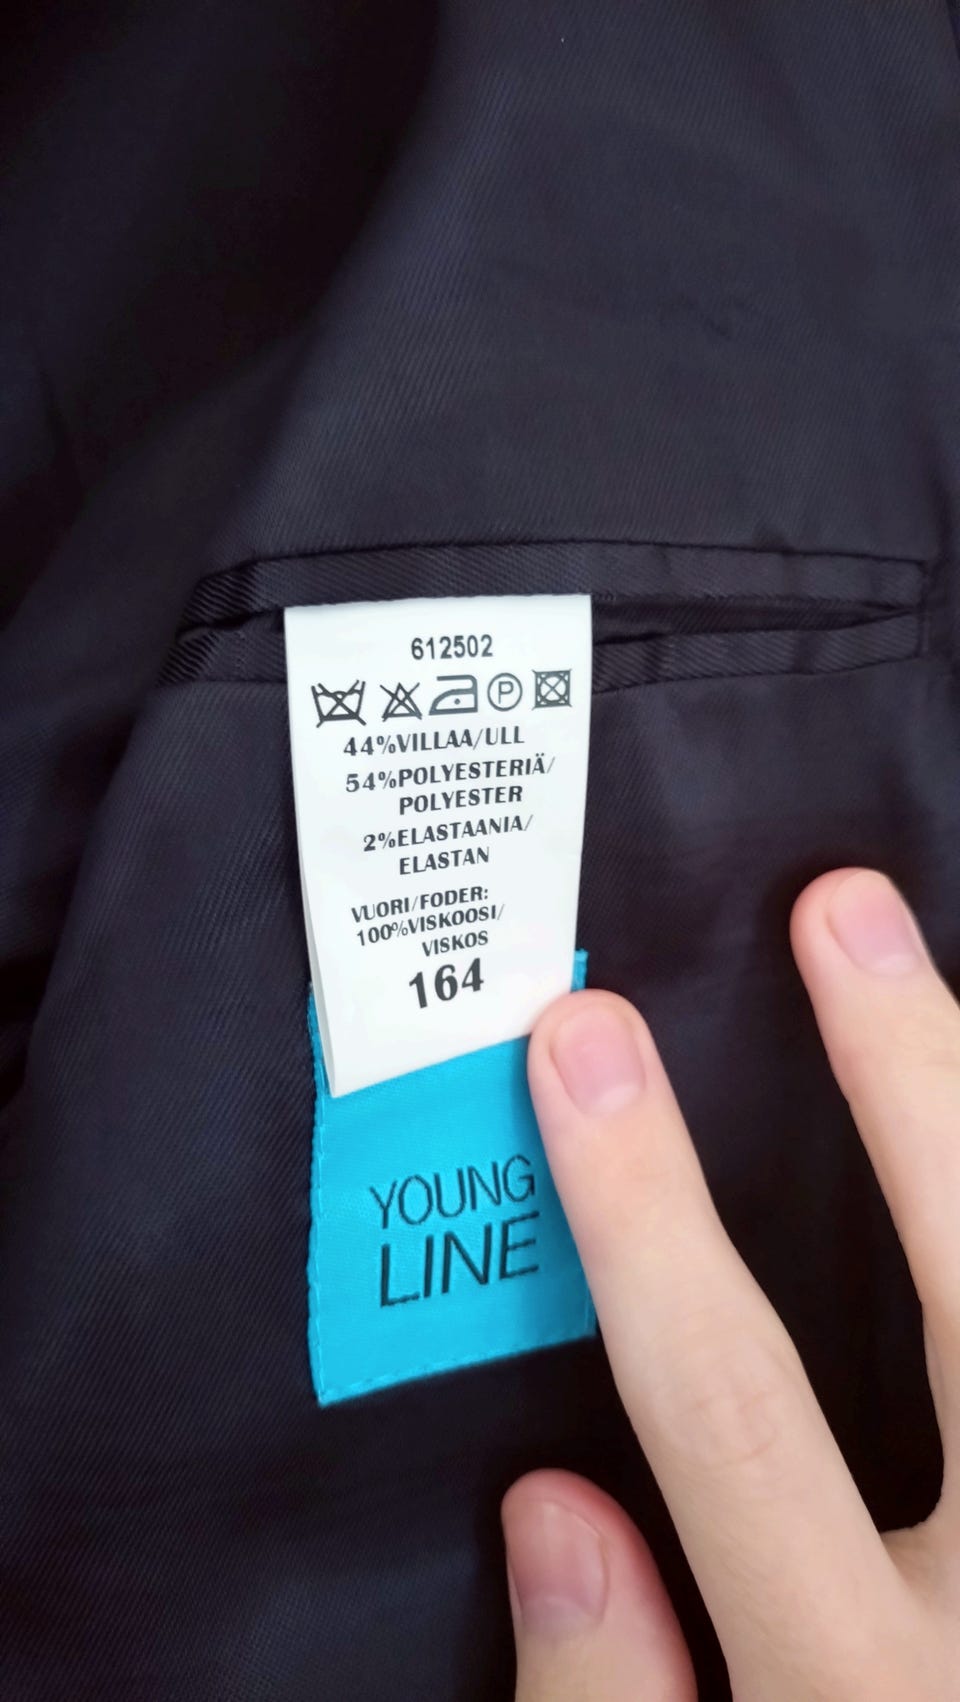 612502
P
44%VILLAA/ULL
54%POLYESTERIÄ/
POLYESTER
2%ELASTAANIA/
ELASTAN
VUORI/FODER:
100%VISKOOSI/
VISKOS
164
YOUNG
LINE